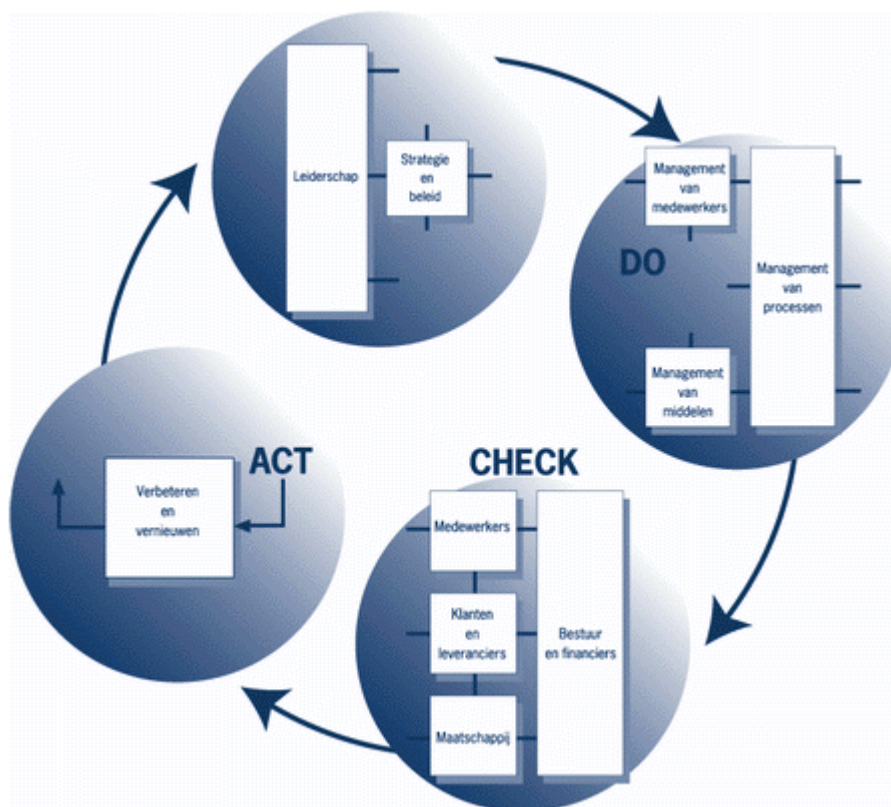 Leiderschap
Strategie
en
beleid
Management
van
medewerkers
DO
Management
van
processen
Management
van
middelen
CHECK
Medewerkers
Klanten
en
leveranciers
Maatschappij
Bestuur
en financiers
ACT
Verbeteren
en
vernieuwen